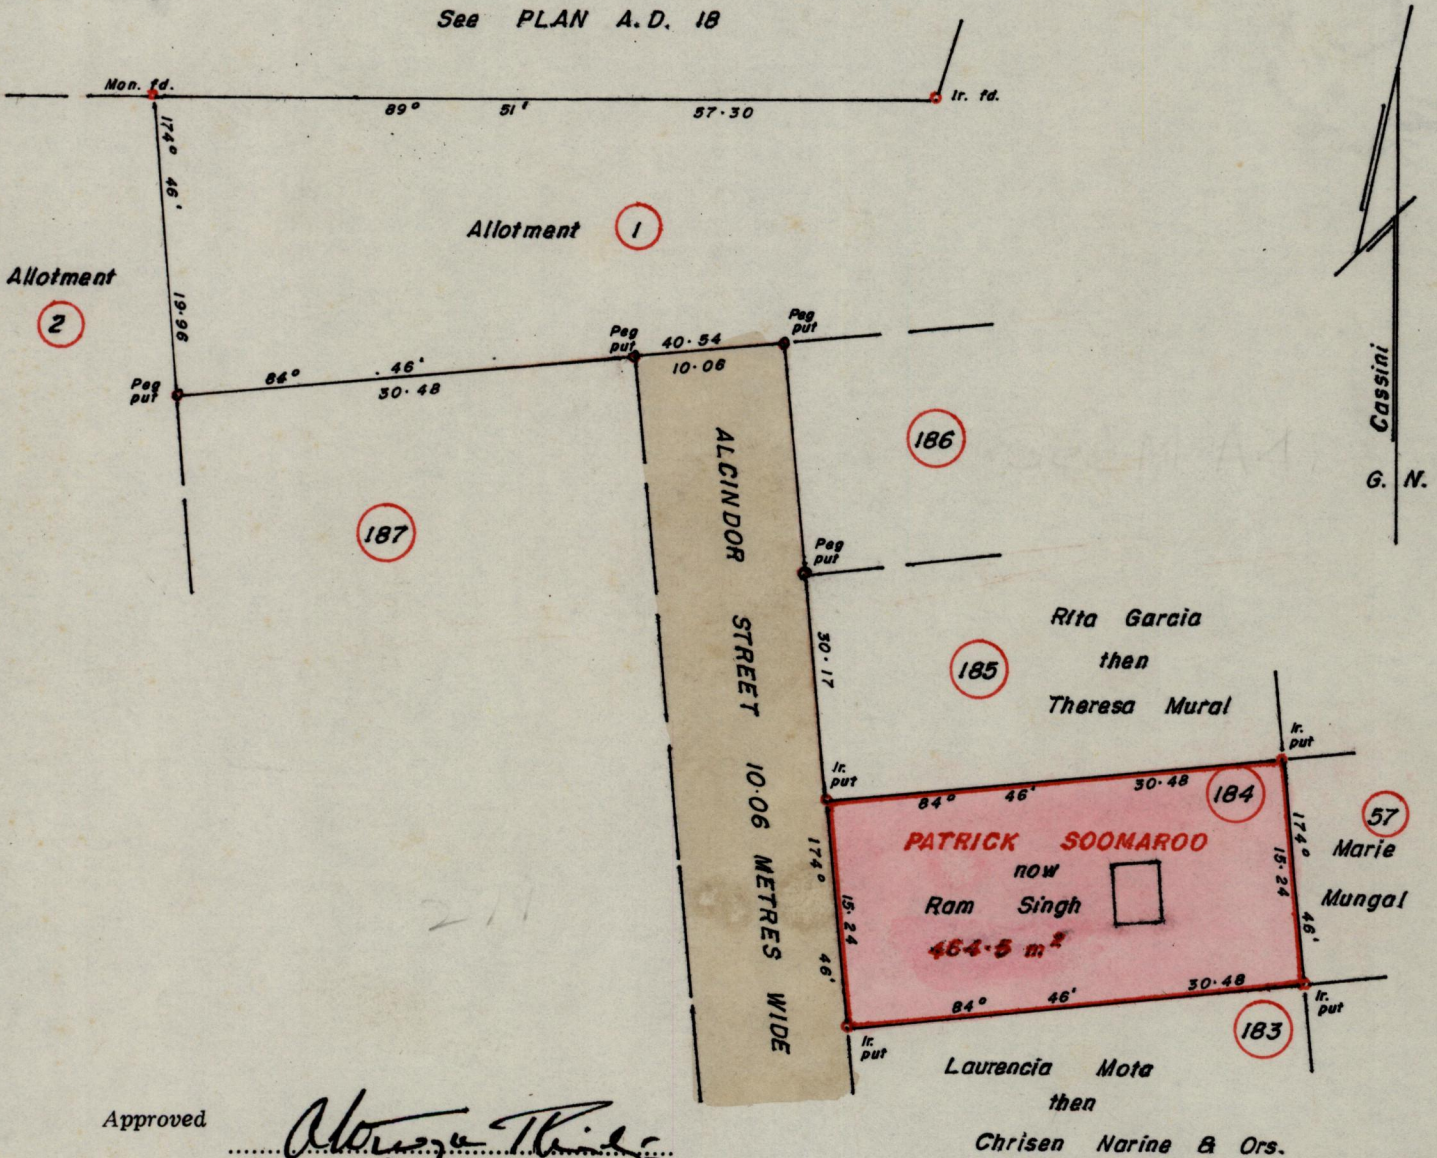 See PLAN A.D. 18
Mon. fd.
Ir. fd.
89° 51' 57·30
174° 46'
19·96
Allotment 1
Allotment
2
Peg put
Peg put
Peg put
40·54
10·06
84° 46'
30·48
Cassini
G. N.
186
187
ALCINDOR STREET 10·06 METRES WIDE
Peg put
30·17
185
Rita Garcia
then
Theresa Mural
Ir. put
Ir. put
84° 46' 30·48
184
57
Marie
Mungal
174° 15·24 46'
174° 15·24 46'
PATRICK SOOMAROO
now
Ram Singh
464·5 m²
84° 46' 30·48
Ir. put
Ir. put
183
Laurencia Mota
then
Chrisen Narine & Ors.
Approved